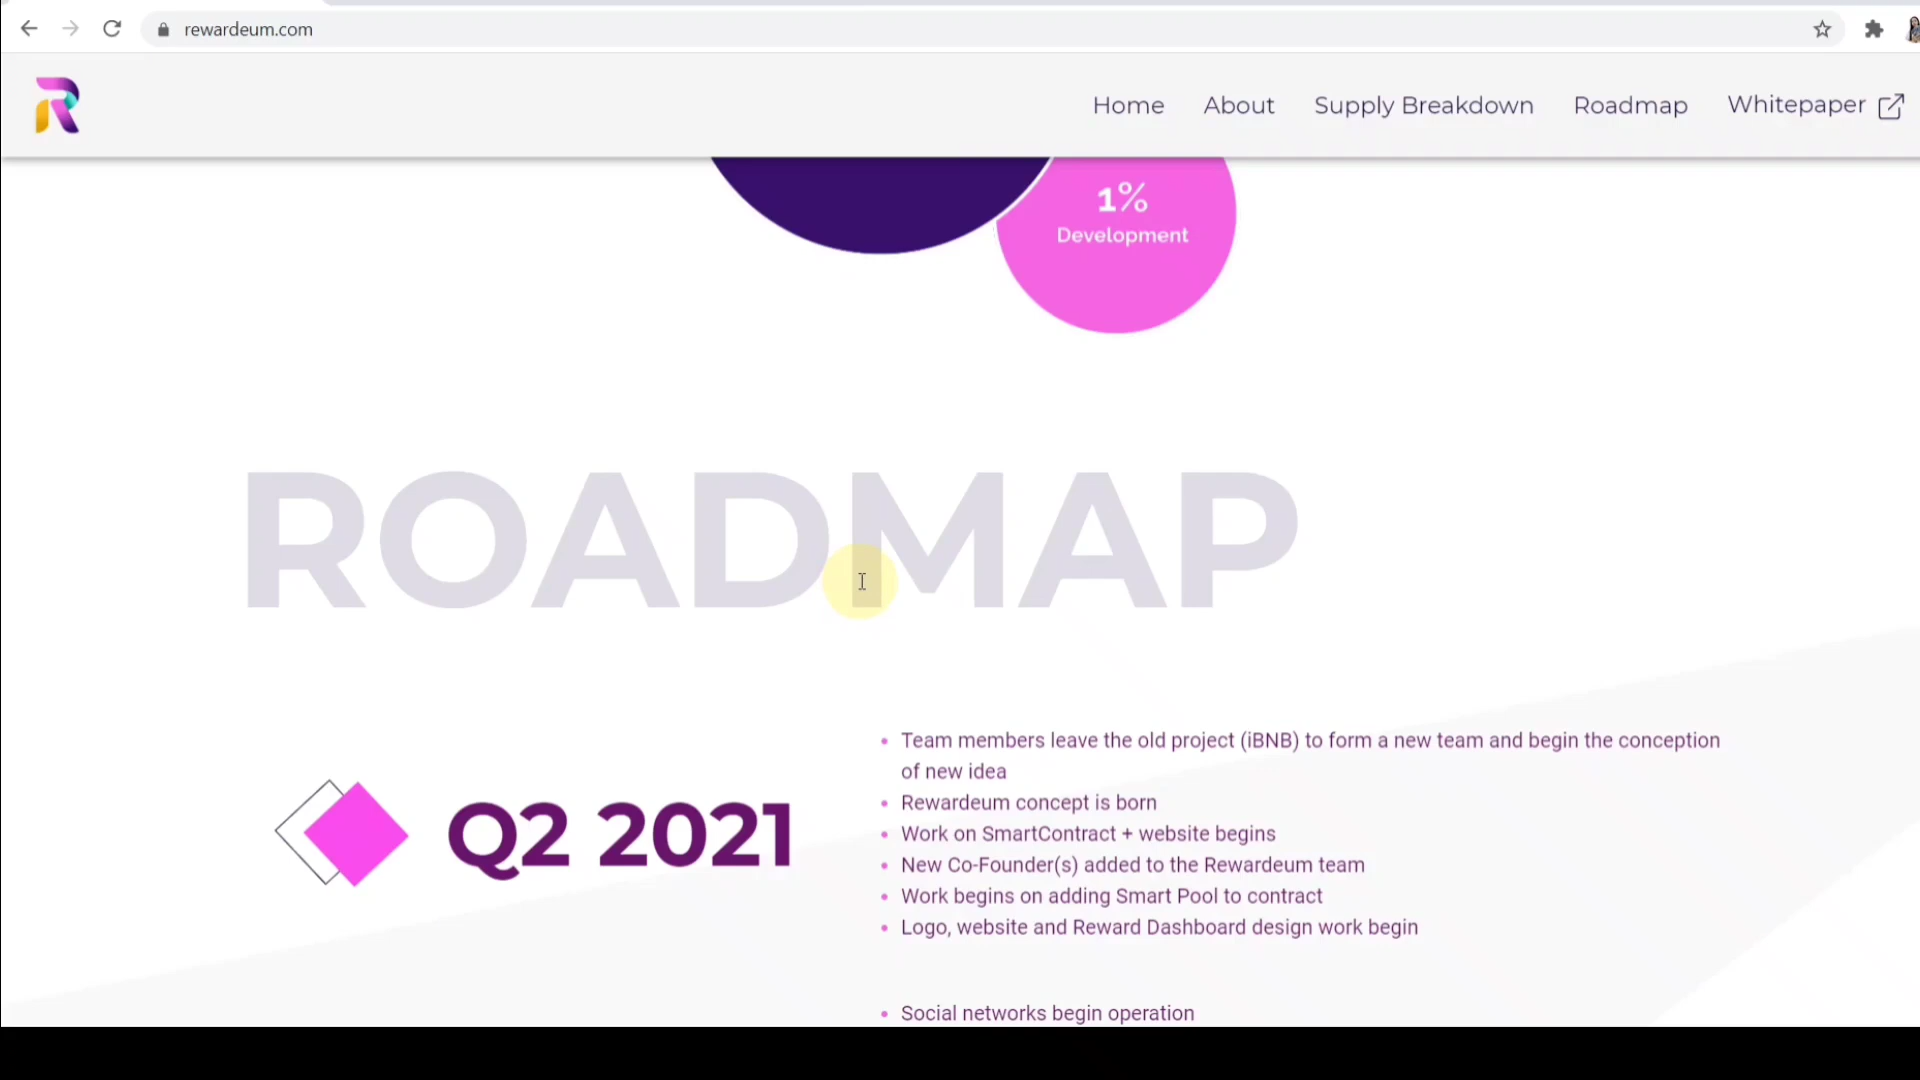 rewardeum.com
Home About Supply Breakdown Roadmap Whitepaper
1%
Development
ROADMAP
Q2 2021
• Team members leave the old project (iBNB) to form a new team and begin the conception
of new idea
• Rewardeum concept is born
• Work on SmartContract + website begins
• New Co-Founder(s) added to the Rewardeum team
• Work begins on adding Smart Pool to contract
• Logo, website and Reward Dashboard design work begin
• Social networks begin operation